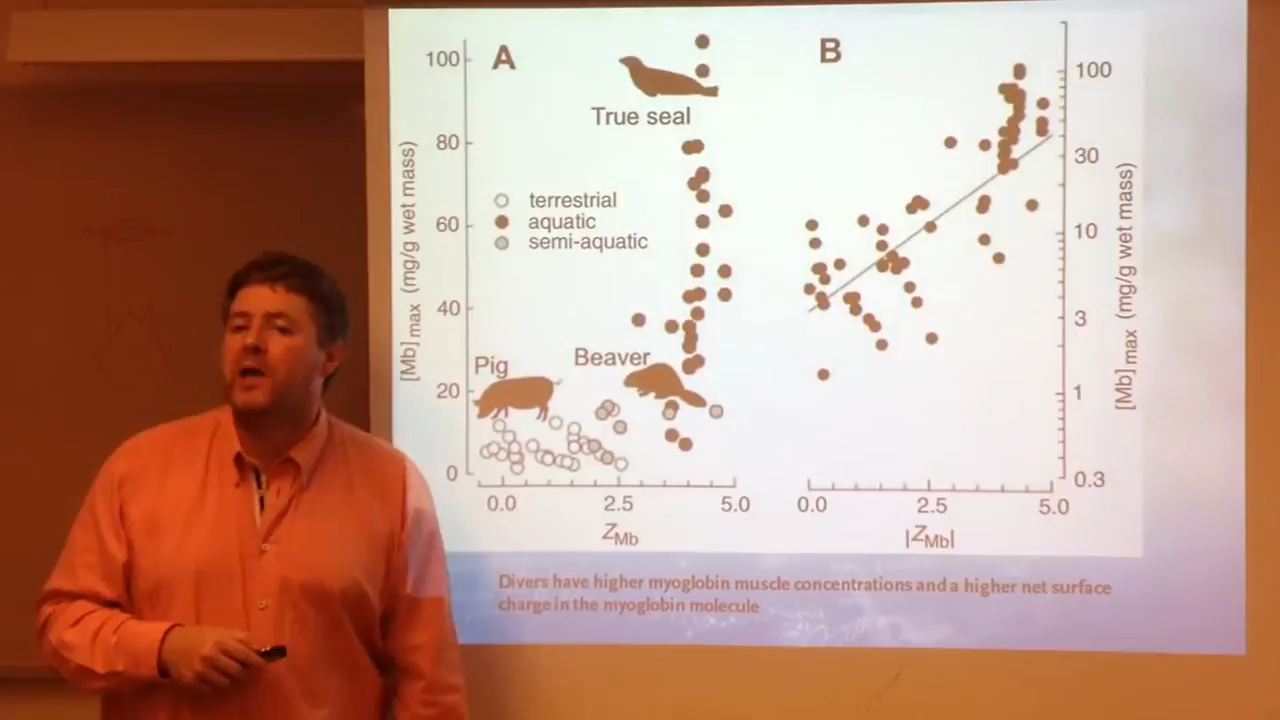 A
100
80
60
40
20
0
[Mb]max (mg/g wet mass)
True seal
terrestrial
aquatic
semi-aquatic
Pig
Beaver
0.0 2.5 5.0
ZMb
B
100
30
10
3
1
0.3
[Mb]max (mg/g wet mass)
0.0 2.5 5.0
|ZMb|
Divers have higher myoglobin muscle concentrations and a higher net surface
charge in the myoglobin molecule